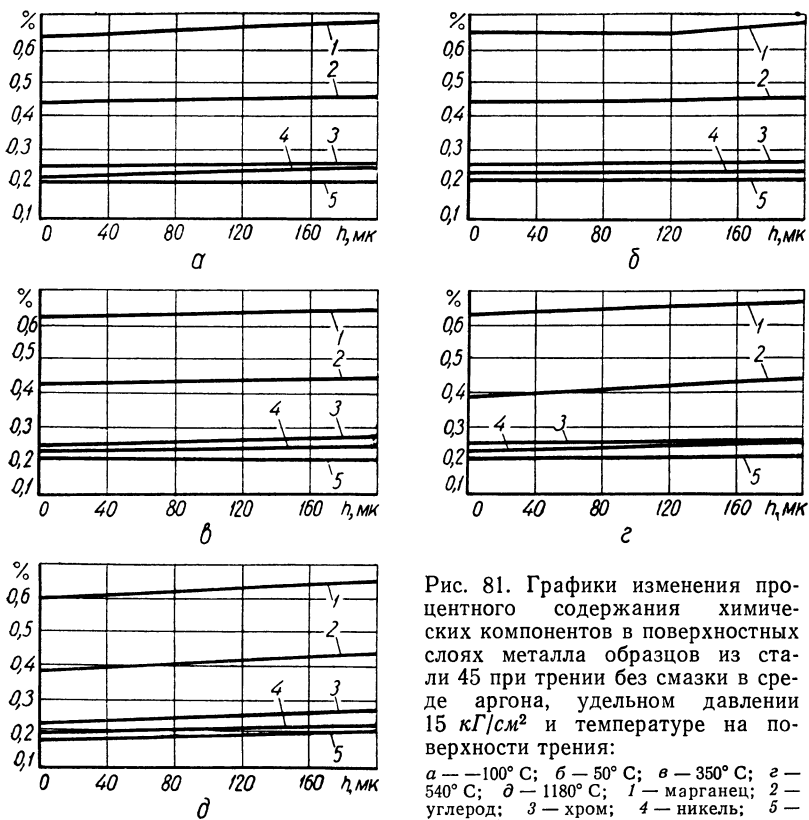 %
0,6
0,5
0,4
0,3
0,2
0,1
1
2
4 3
5
0 40 80 120 160 h, мк
а
%
0,6
0,5
0,4
0,3
0,2
0,1
1
2
4 3
5
0 40 80 120 160 h, мк
б
%
0,6
0,5
0,4
0,3
0,2
0,1
1
2
4 3
5
0 40 80 120 160 h, мк
в
%
0,6
0,5
0,4
0,3
0,2
0,1
1
2
4 3
5
0 40 80 120 160 h, мк
г
%
0,6
0,5
0,4
0,3
0,2
0,1
1
2
4 3
5
0 40 80 120 160 h, мк
д
Рис. 81. Графики изменения про-
центного содержания химиче-
ских компонентов в поверхностных
слоях металла образцов из ста-
ли 45 при трении без смазки в сре-
де аргона, удельном давлении
15 кГ/см² и температуре на по-
верхности трения:
а — —100° С; б — 50° С; в — 350° С; г —
540° С; д — 1180° С; 1 — марганец; 2 —
углерод; 3 — хром; 4 — никель; 5 —